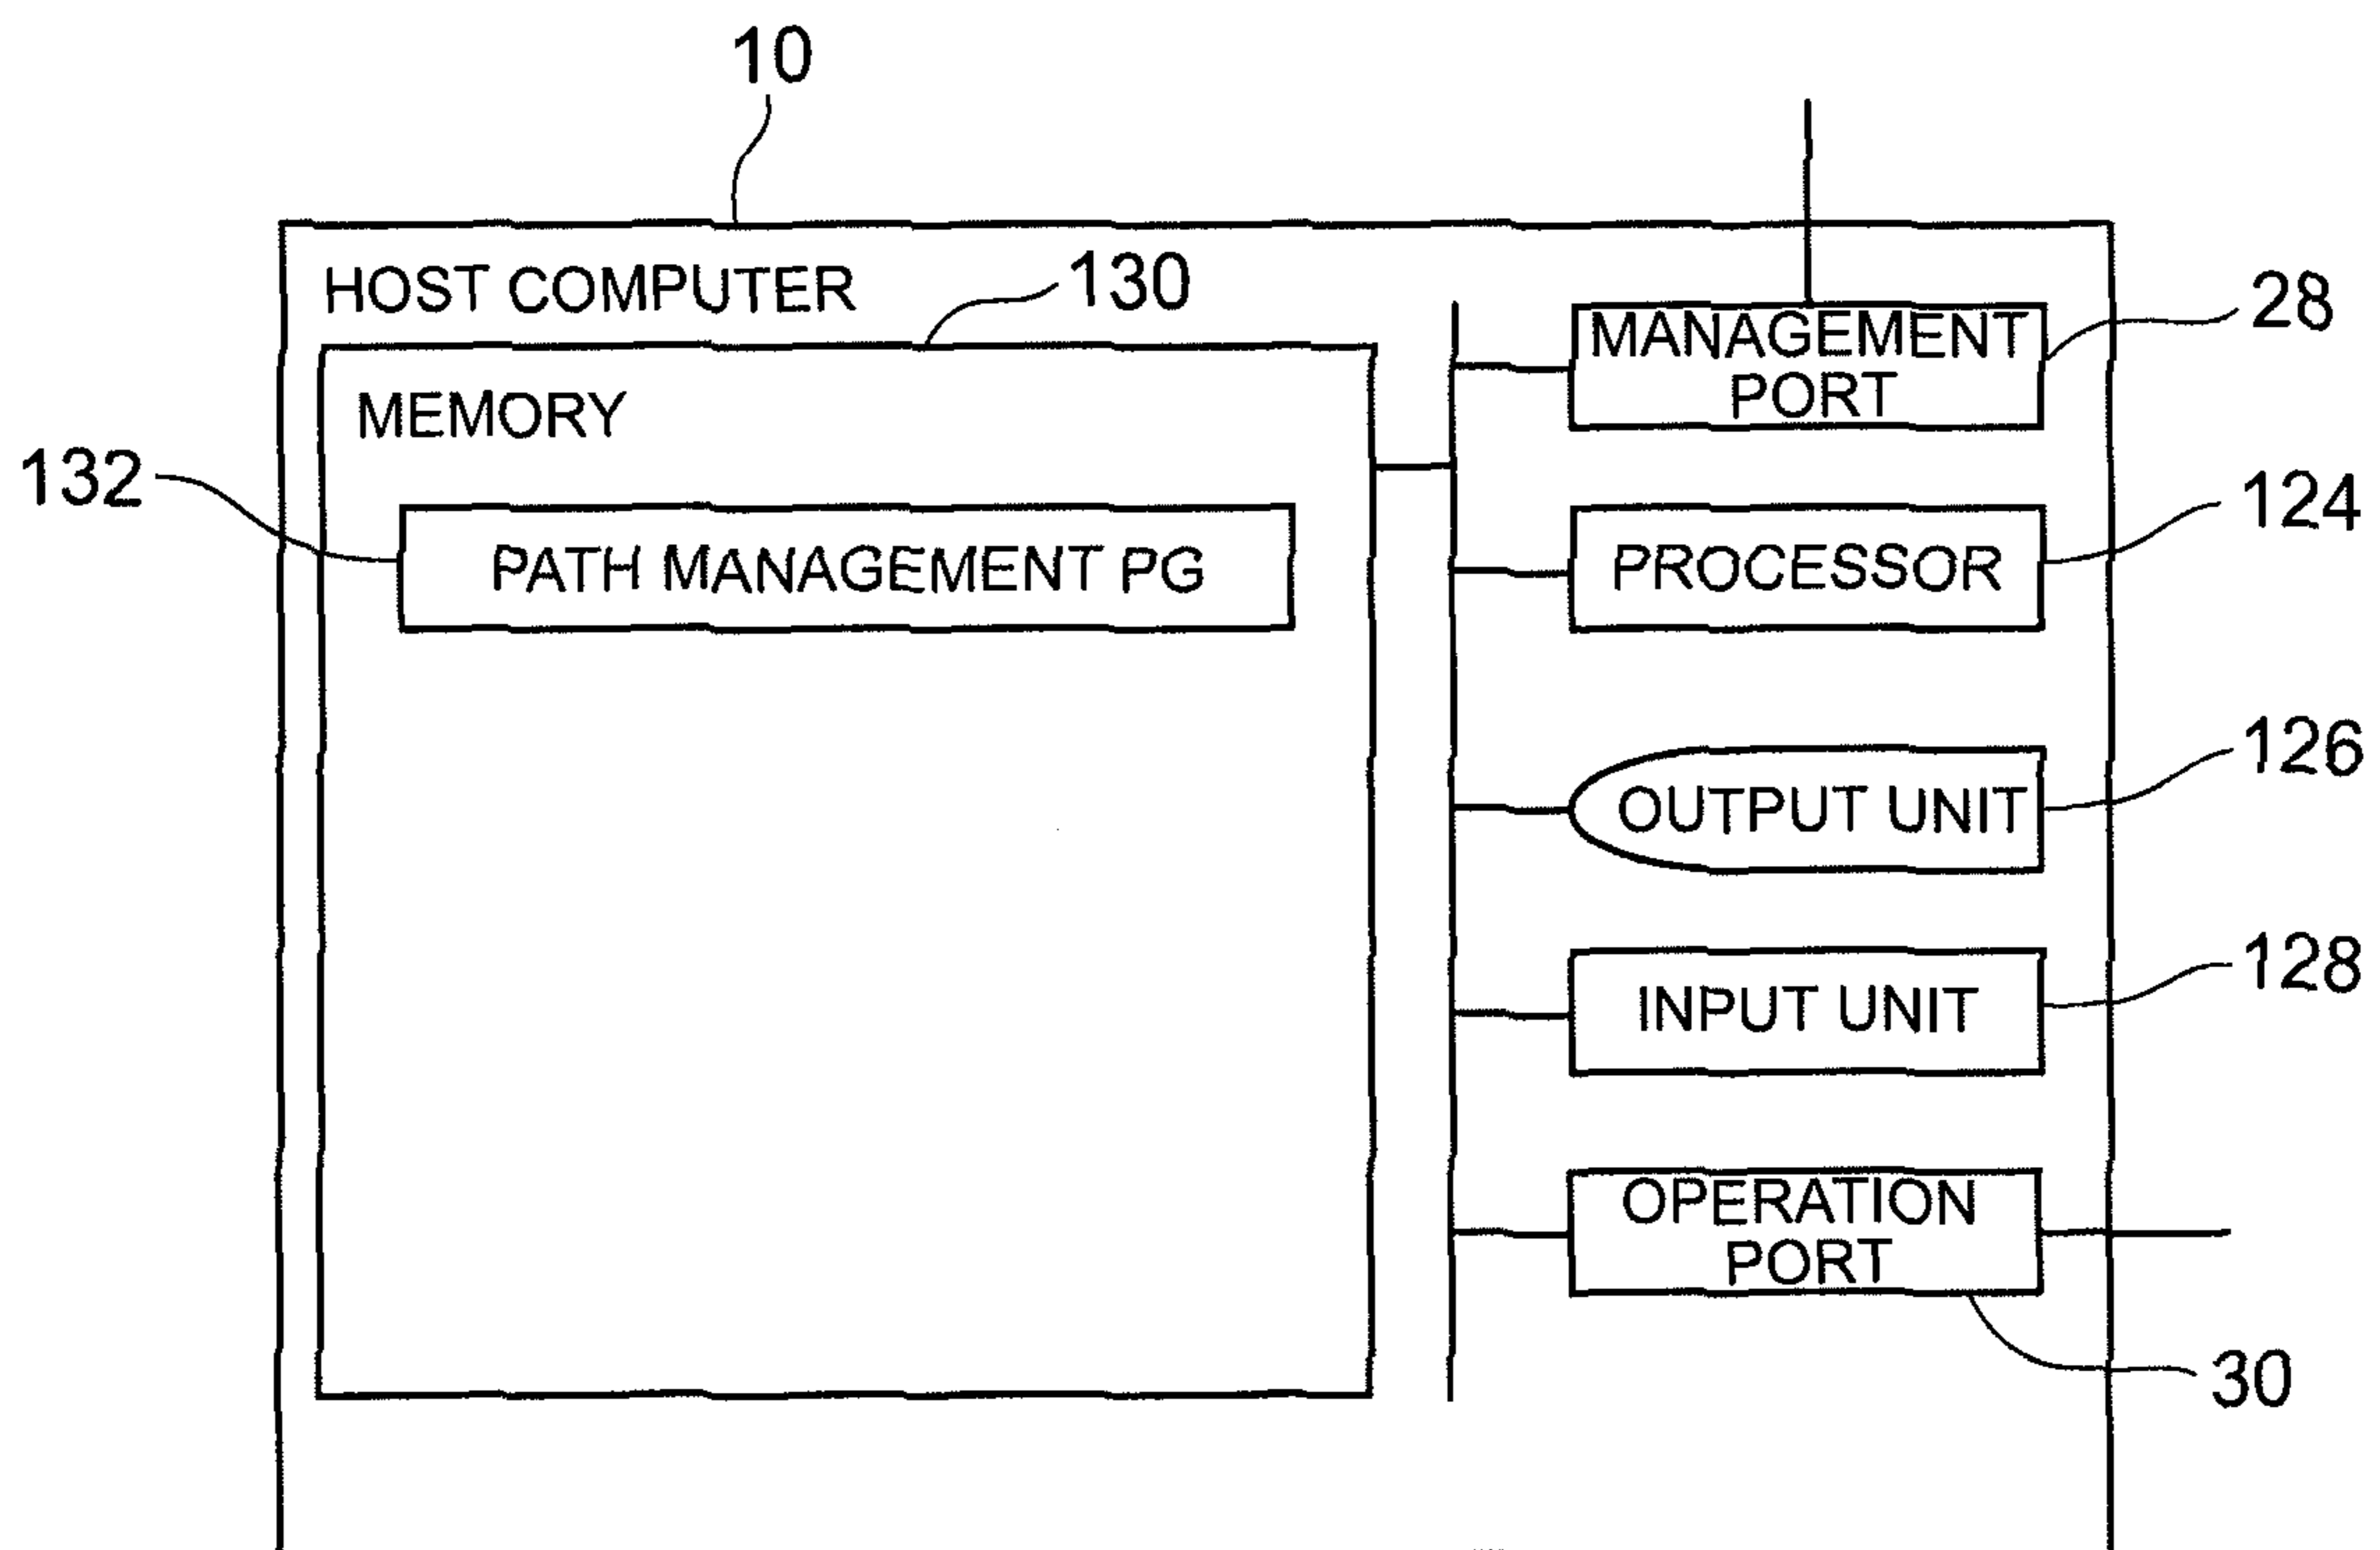 10
HOST COMPUTER
130
MEMORY
132
PATH MANAGEMENT PG
MANAGEMENT
PORT
28
PROCESSOR
124
OUTPUT UNIT
126
INPUT UNIT
128
OPERATION
PORT
30